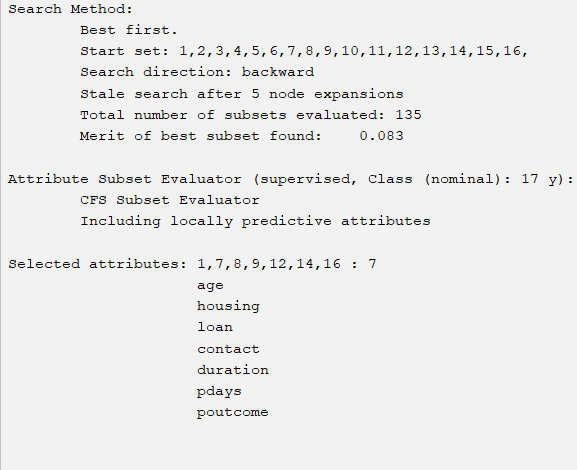 Search Method:
Best first.
Start set: 1,2,3,4,5,6,7,8,9,10,11,12,13,14,15,16,
Search direction: backward
Stale search after 5 node expansions
Total number of subsets evaluated: 135
Merit of best subset found:    0.083
Attribute Subset Evaluator (supervised, Class (nominal): 17 y):
CFS Subset Evaluator
Including locally predictive attributes
Selected attributes: 1,7,8,9,12,14,16 : 7
age
housing
loan
contact
duration
pdays
poutcome